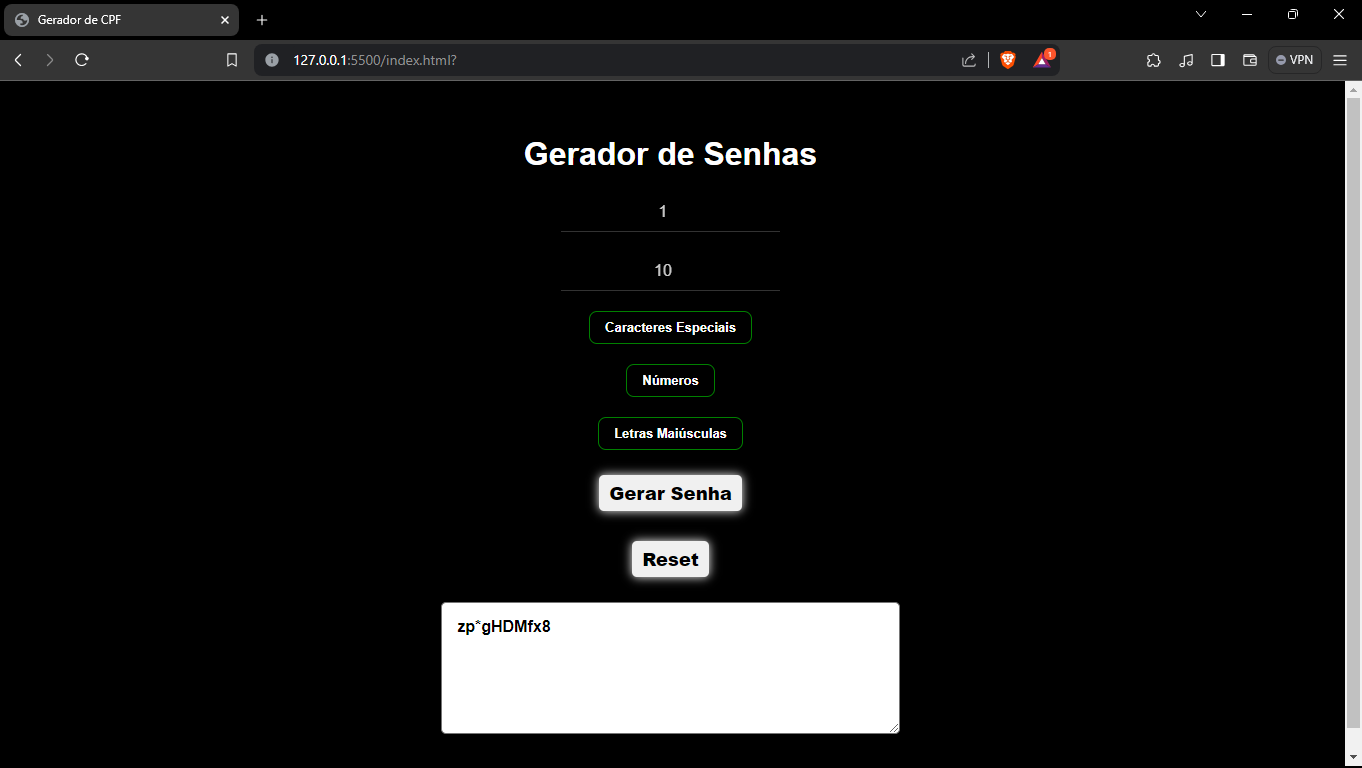 Gerador de CPF
127.0.0.1:5500/index.html?
1
VPN
Gerador de Senhas
1
10
Caracteres Especiais
Números
Letras Maiúsculas
Gerar Senha
Reset
zp*gHDMfx8